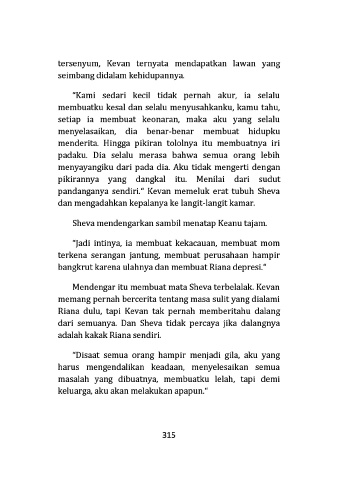 tersenyum, Kevan ternyata mendapatkan lawan yang
seimbang didalam kehidupannya.
"Kami sedari kecil tidak pernah akur, ia selalu
membuatku kesal dan selalu menyusahkanku, kamu tahu,
setiap ia membuat keonaran, maka aku yang selalu
menyelasaikan, dia benar-benar membuat hidupku
menderita. Hingga pikiran tololnya itu membuatnya iri
padaku. Dia selalu merasa bahwa semua orang lebih
menyayangiku dari pada dia. Aku tidak mengerti dengan
pikirannya yang dangkal itu. Menilai dari sudut
pandanganya sendiri." Kevan memeluk erat tubuh Sheva
dan mengadahkan kepalanya ke langit-langit kamar.
Sheva mendengarkan sambil menatap Keanu tajam.
"Jadi intinya, ia membuat kekacauan, membuat mom
terkena serangan jantung, membuat perusahaan hampir
bangkrut karena ulahnya dan membuat Riana depresi."
Mendengar itu membuat mata Sheva terbelalak. Kevan
memang pernah bercerita tentang masa sulit yang dialami
Riana dulu, tapi Kevan tak pernah memberitahu dalang
dari semuanya. Dan Sheva tidak percaya jika dalangnya
adalah kakak Riana sendiri.
"Disaat semua orang hampir menjadi gila, aku yang
harus mengendalikan keadaan, menyelesaikan semua
masalah yang dibuatnya, membuatku lelah, tapi demi
keluarga, aku akan melakukan apapun."
315